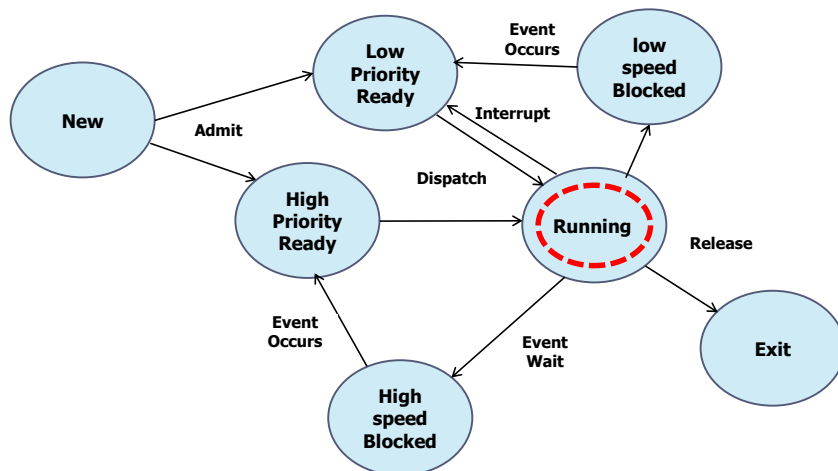 Event
Occurs
Low
Priority
Ready
low
speed
Blocked
New
Interrupt
Admit
Dispatch
High
Priority
Ready
Running
Release
Event
Occurs
Event
Wait
Exit
High
speed
Blocked